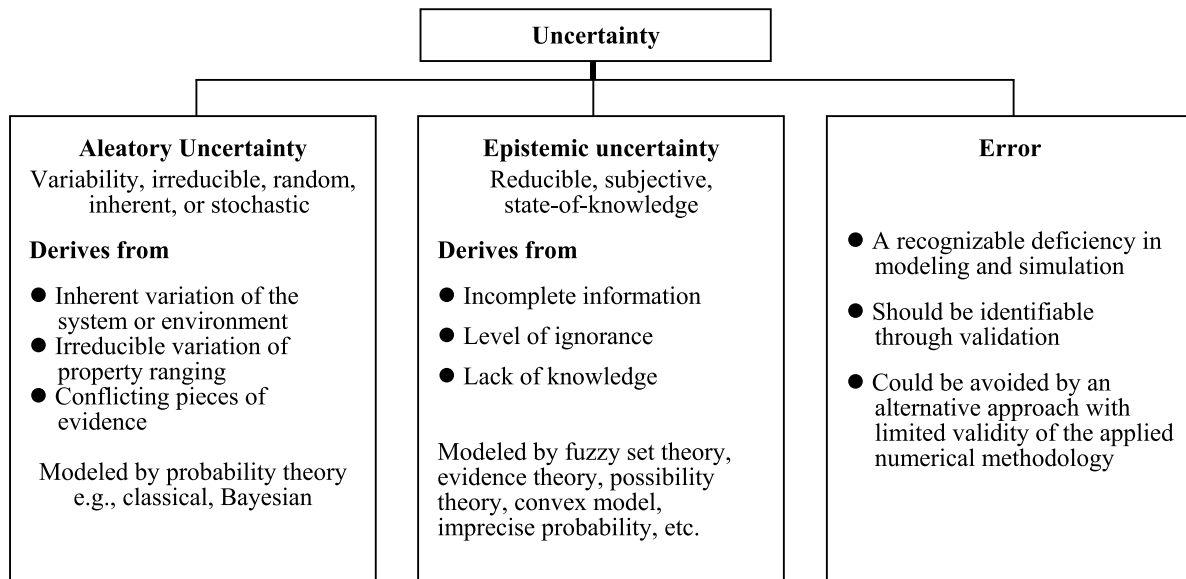 Uncertainty
Aleatory Uncertainty
Variability, irreducible, random,
inherent, or stochastic
Derives from
● Inherent variation of the
system or environment
● Irreducible variation of
property ranging
● Conflicting pieces of
evidence
Modeled by probability theory
e.g., classical, Bayesian
Epistemic uncertainty
Reducible, subjective,
state-of-knowledge
Derives from
● Incomplete information
● Level of ignorance
● Lack of knowledge
Modeled by fuzzy set theory,
evidence theory, possibility
theory, convex model,
imprecise probability, etc.
Error
● A recognizable deficiency in
modeling and simulation
● Should be identifiable
through validation
● Could be avoided by an
alternative approach with
limited validity of the applied
numerical methodology